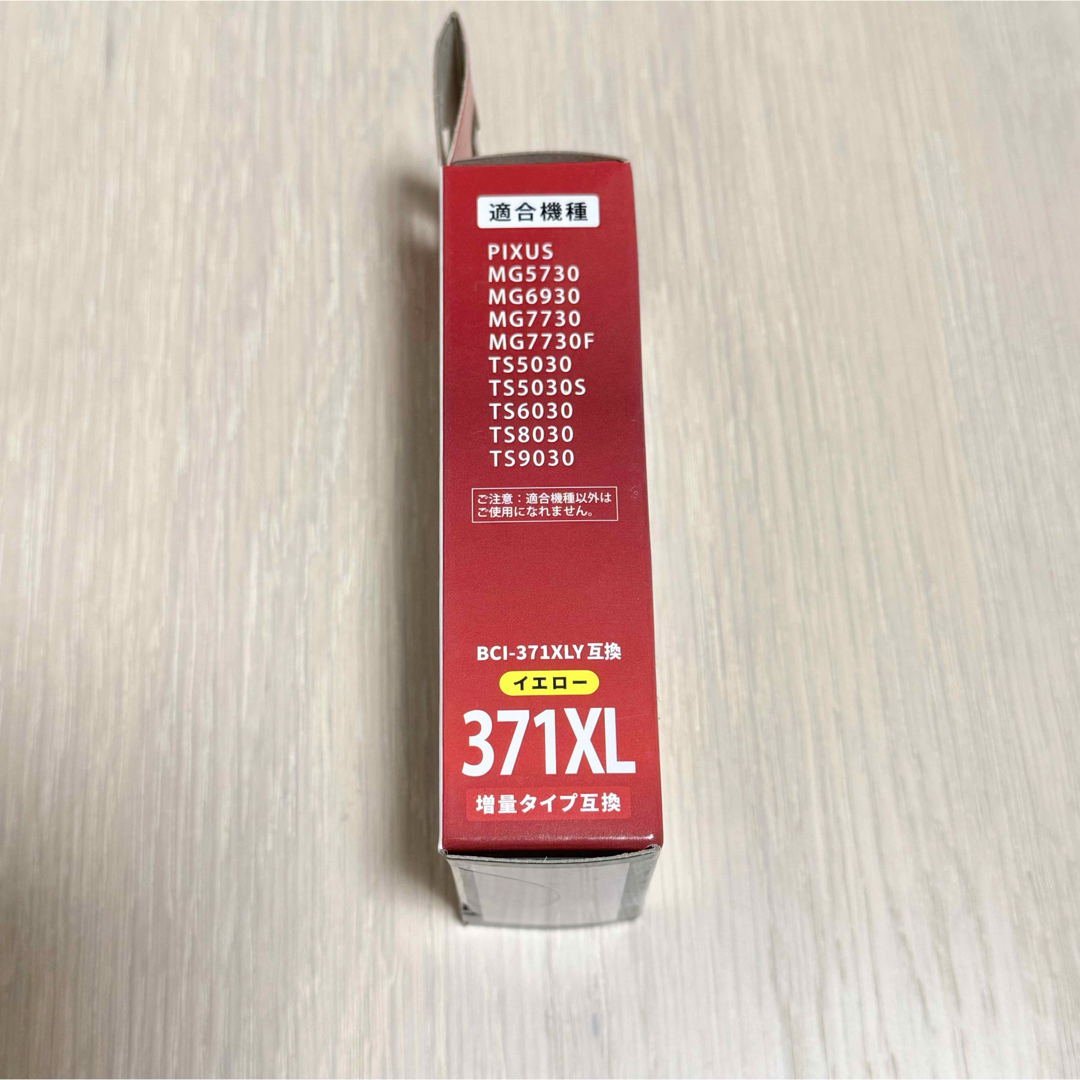 適合機種
PIXUS
MG5730
MG6930
MG7730
MG7730F
TS5030
TS5030S
TS6030
TS8030
TS9030
ご注意：適合機種以外は
ご使用になれません。
BCI-371XLY互換
イエロー
371XL
増量タイプ互換